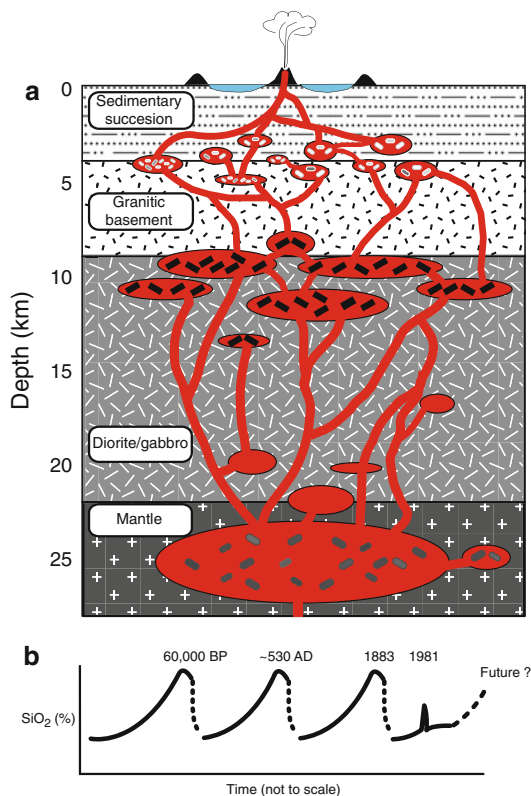 a
0
Sedimentary
succesion
5
Granitic
basement
10
Depth (km)
15
Diorite/gabbro
20
Mantle
25
b
60,000 BP ~530 AD 1883 1981
Future ?
SiO2 (%)
Time (not to scale)